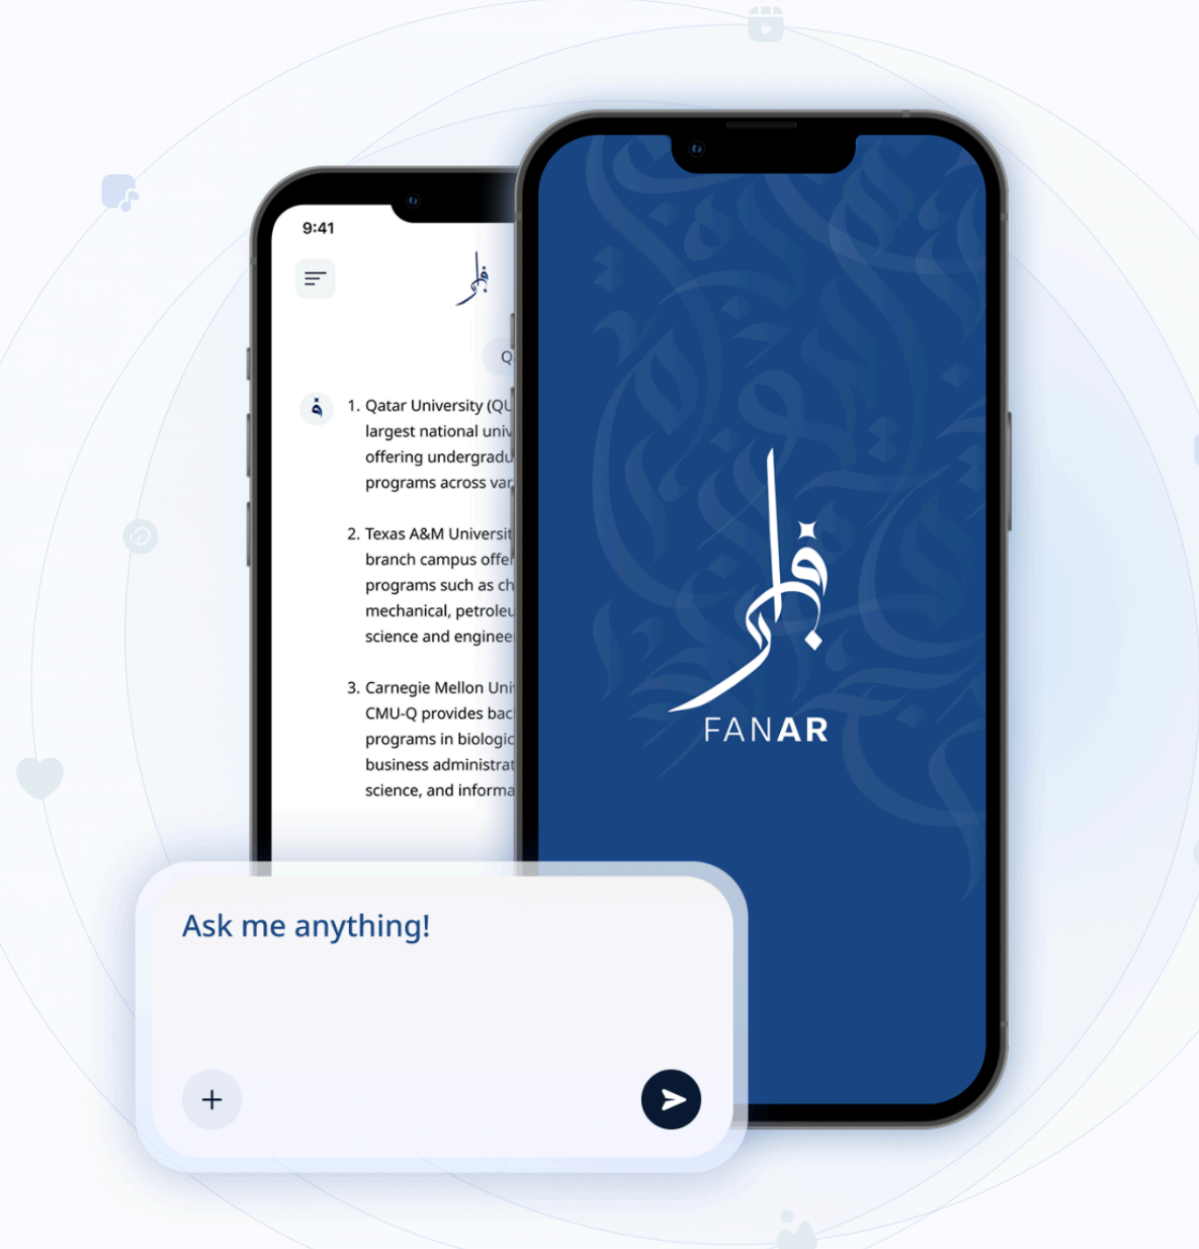 9:41
فنار
Q
ف
1. Qatar University (QU
largest national univ
offering undergradu
programs across var
2. Texas A&M Universit
branch campus offe
programs such as ch
mechanical, petroleu
science and enginee
3. Carnegie Mellon Uni
CMU-Q provides bac
programs in biologic
business administrat
science, and informa
فنار
FANAR
Ask me anything!